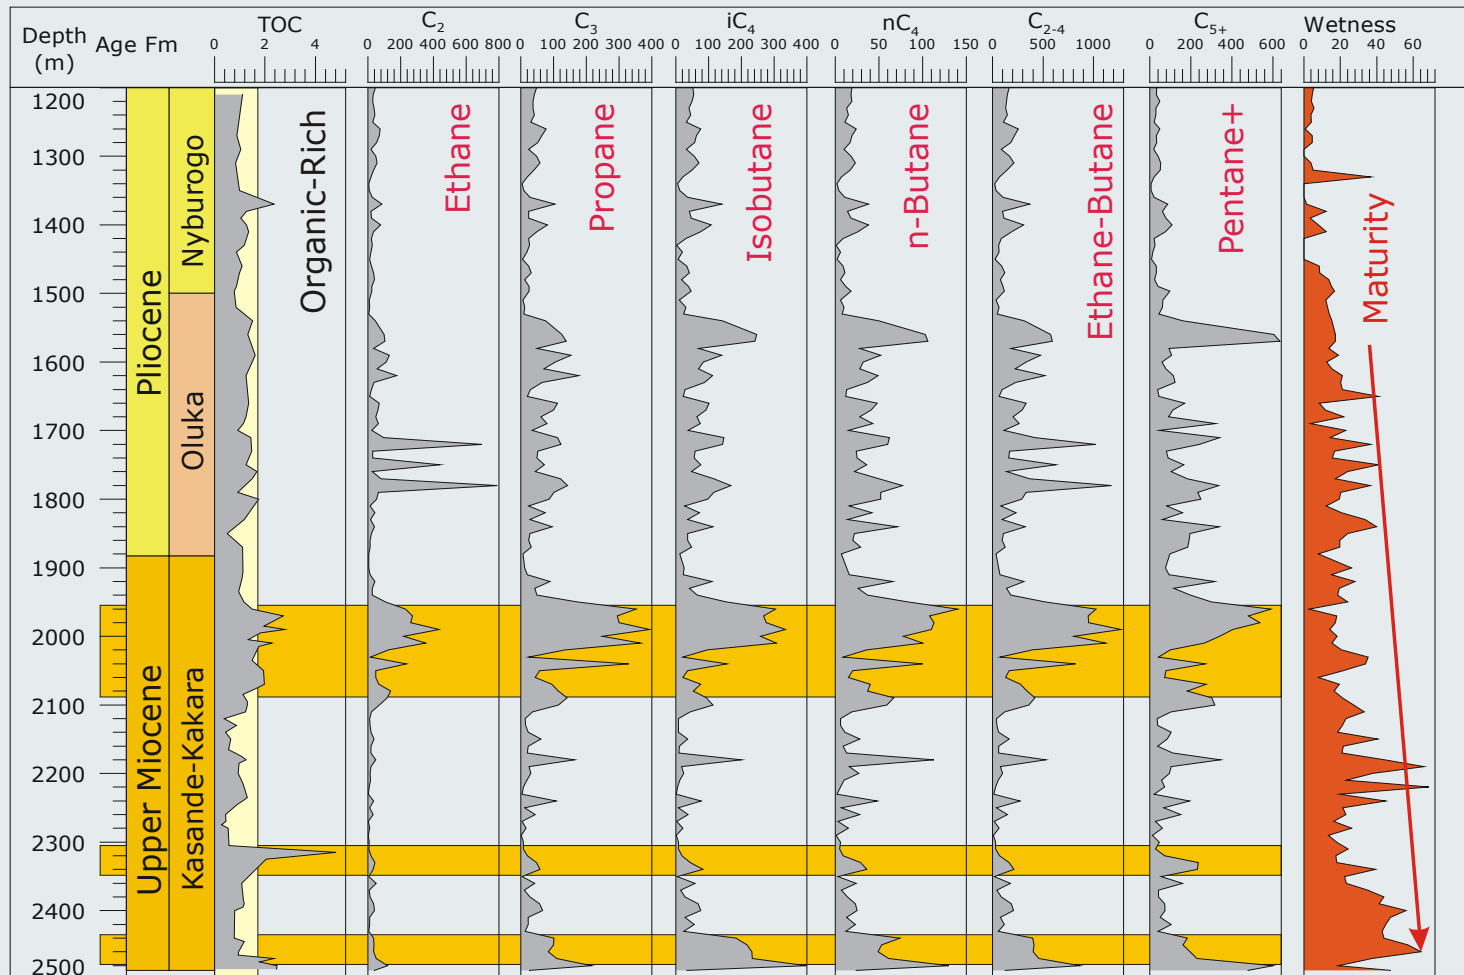 Depth
(m)
Age Fm
TOC
C2
C3
iC4
nC4
C2-4
C5+
Wetness
0 2 4
0 200 400 600 800
0 100 200 300 400
0 100 200 300 400
0 50 100 150
0 500 1000
0 200 400 600
0 20 40 60
1200
1300
1400
1500
1600
1700
1800
1900
2000
2100
2200
2300
2400
2500
Pliocene
Upper Miocene
Nyburogo
Oluka
Kasande-Kakara
Organic-Rich
Ethane
Propane
Isobutane
n-Butane
Ethane-Butane
Pentane+
Maturity